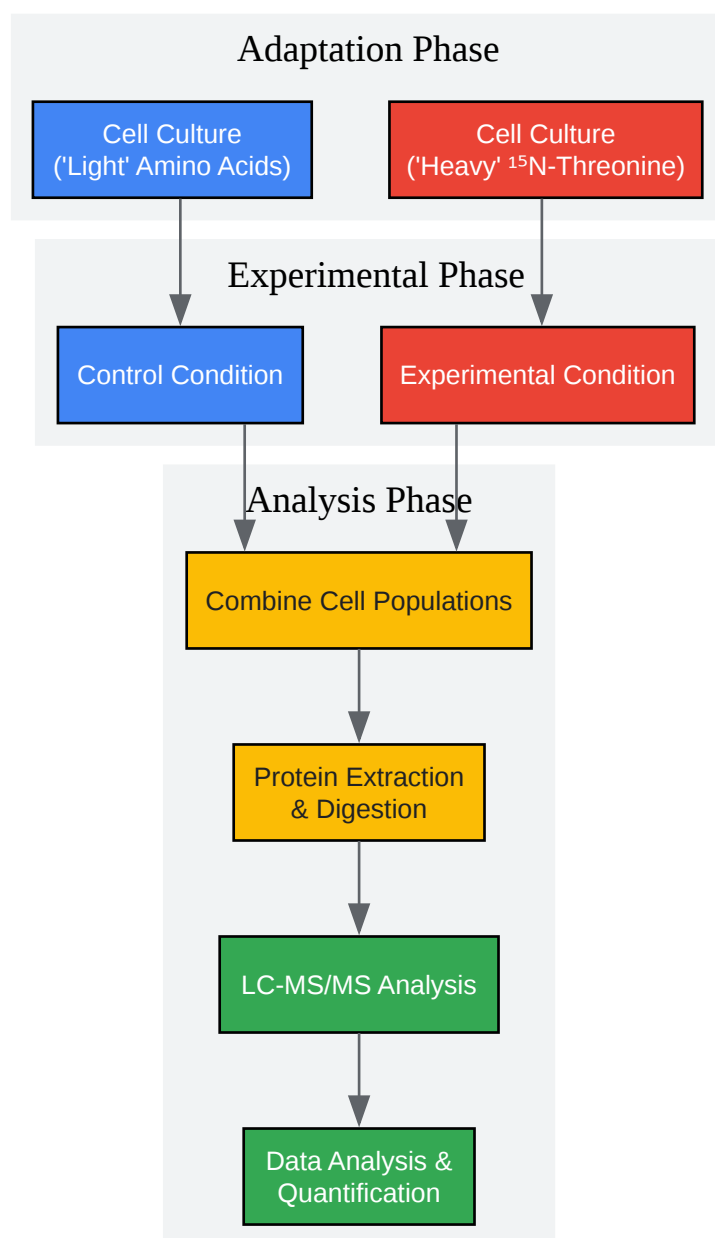 Adaptation Phase
Cell Culture
('Light' Amino Acids)
Cell Culture
('Heavy' ¹⁵N-Threonine)
Experimental Phase
Control Condition
Experimental Condition
Analysis Phase
Combine Cell Populations
Protein Extraction
& Digestion
LC-MS/MS Analysis
Data Analysis &
Quantification